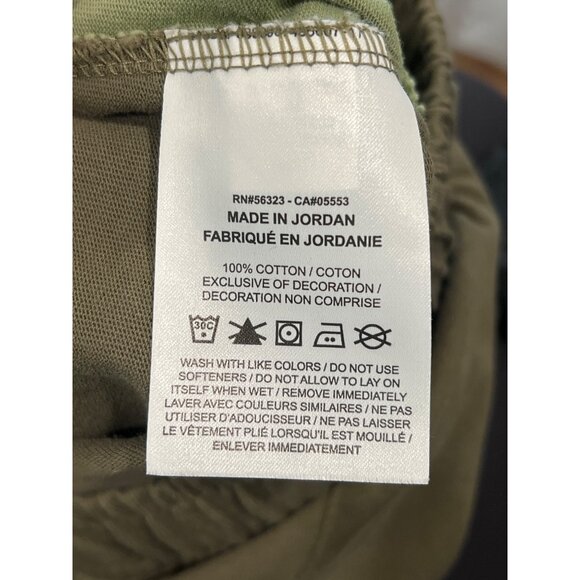 RN#56323 - CA#05553
MADE IN JORDAN
FABRIQUÉ EN JORDANIE
100% COTTON / COTON
EXCLUSIVE OF DECORATION /
DECORATION NON COMPRISE
30C
WASH WITH LIKE COLORS / DO NOT USE
SOFTENERS / DO NOT ALLOW TO LAY ON
ITSELF WHEN WET / REMOVE IMMEDIATELY
LAVER AVEC COULEURS SIMILAIRES / NE PAS
UTILISER D'ADOUCISSEUR / NE PAS LAISSER
LE VÊTEMENT PLIÉ LORSQU'IL EST MOUILLÉ /
ENLEVER IMMEDIATEMENT